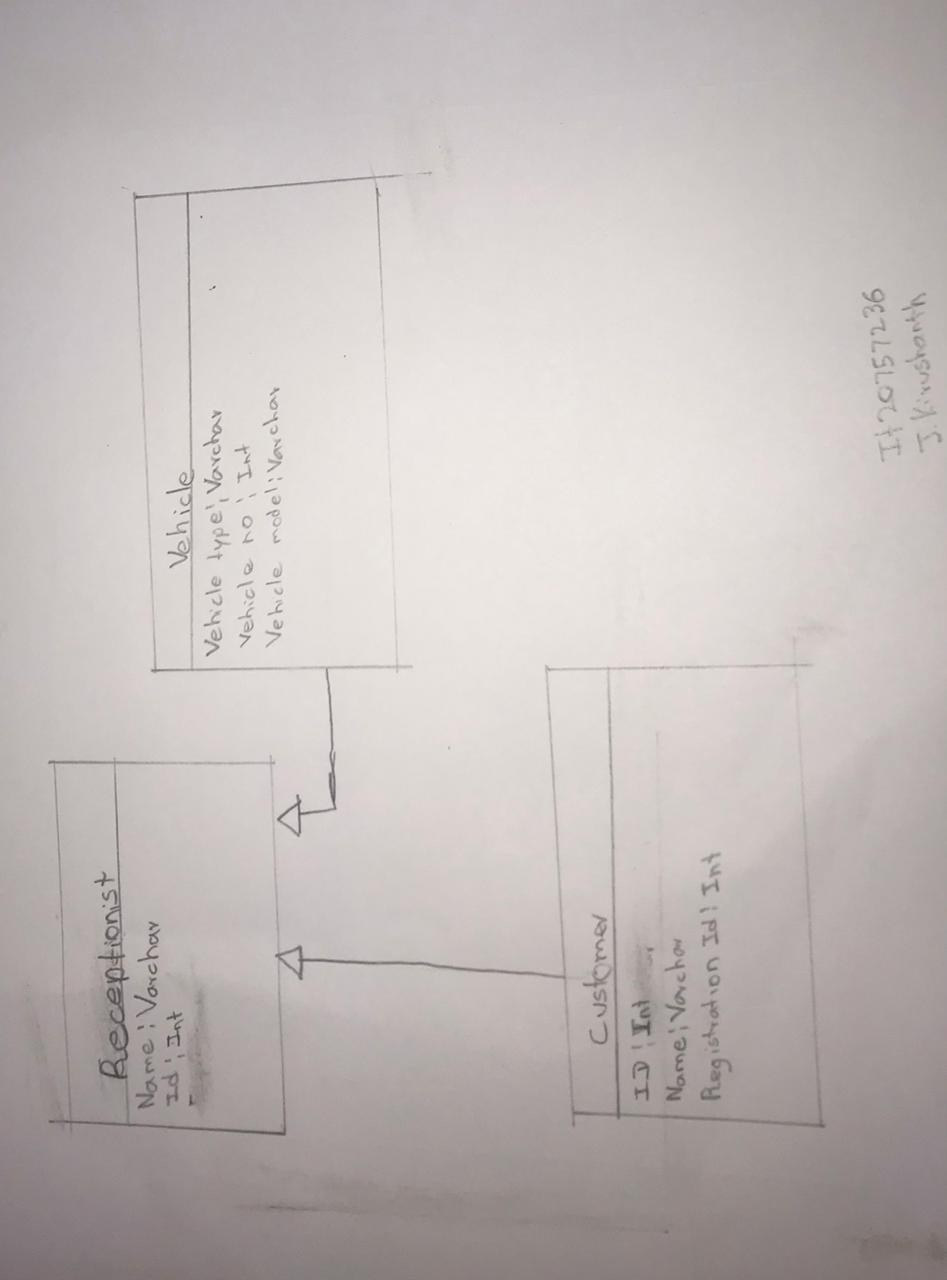 Receptionist
Name : Varchar
Id : Int
Vehicle
Vehicle type : Varchar
Vehicle no : Int
Vehicle model : Varchar
Customer
ID : Int
Name : Varchar
Registration Id : Int
It20757236
J. Kirushanth